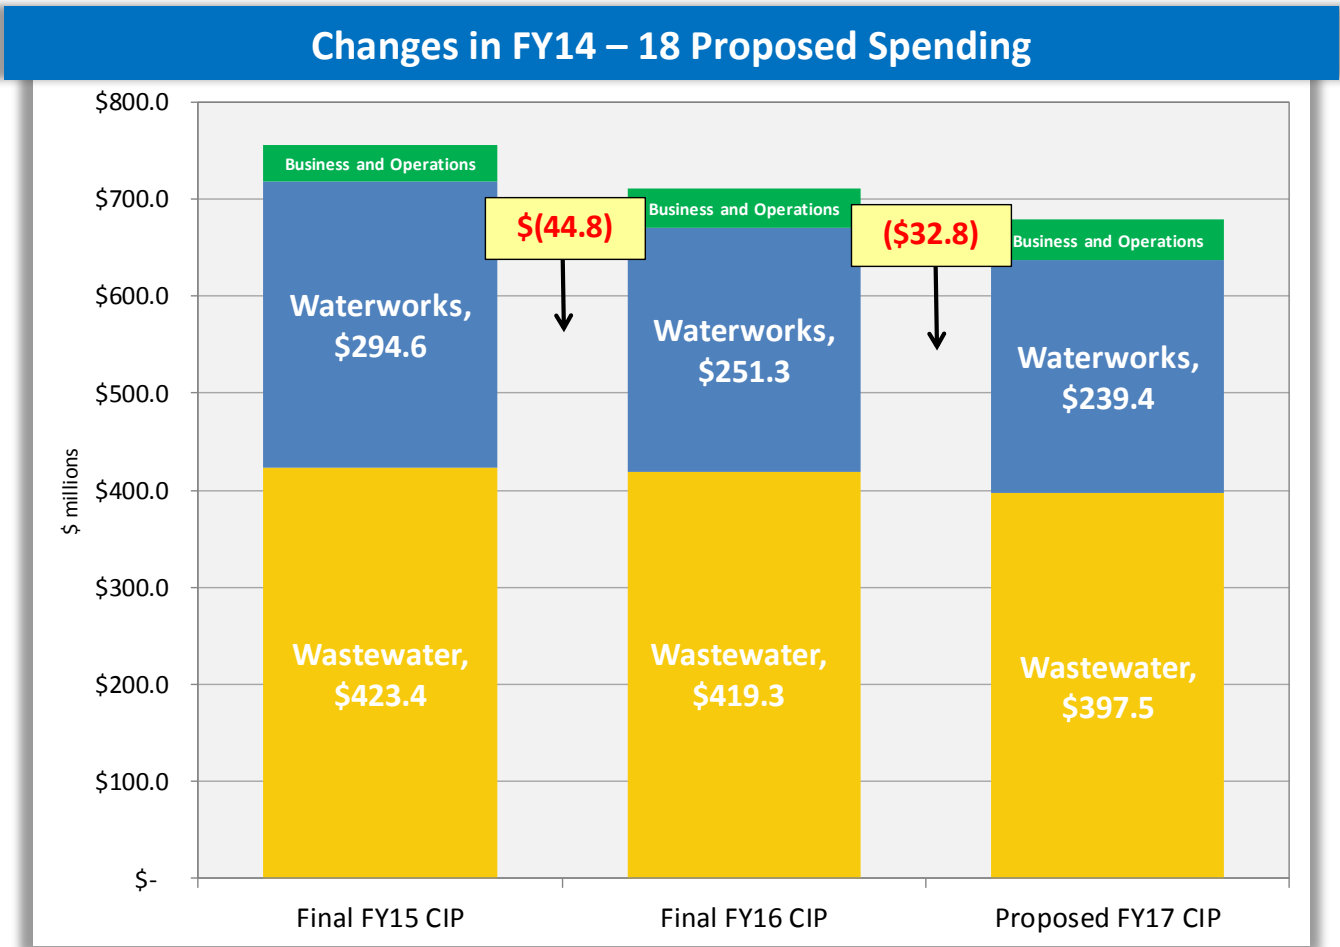 Changes in FY14 – 18 Proposed Spending
$800.0
$700.0
$600.0
$500.0
$400.0
$300.0
$200.0
$100.0
$-
$ millions
Business and Operations
Waterworks,
$294.6
Wastewater,
$423.4
$(44.8)
Business and Operations
Waterworks,
$251.3
Wastewater,
$419.3
($32.8)
Business and Operations
Waterworks,
$239.4
Wastewater,
$397.5
Final FY15 CIP
Final FY16 CIP
Proposed FY17 CIP